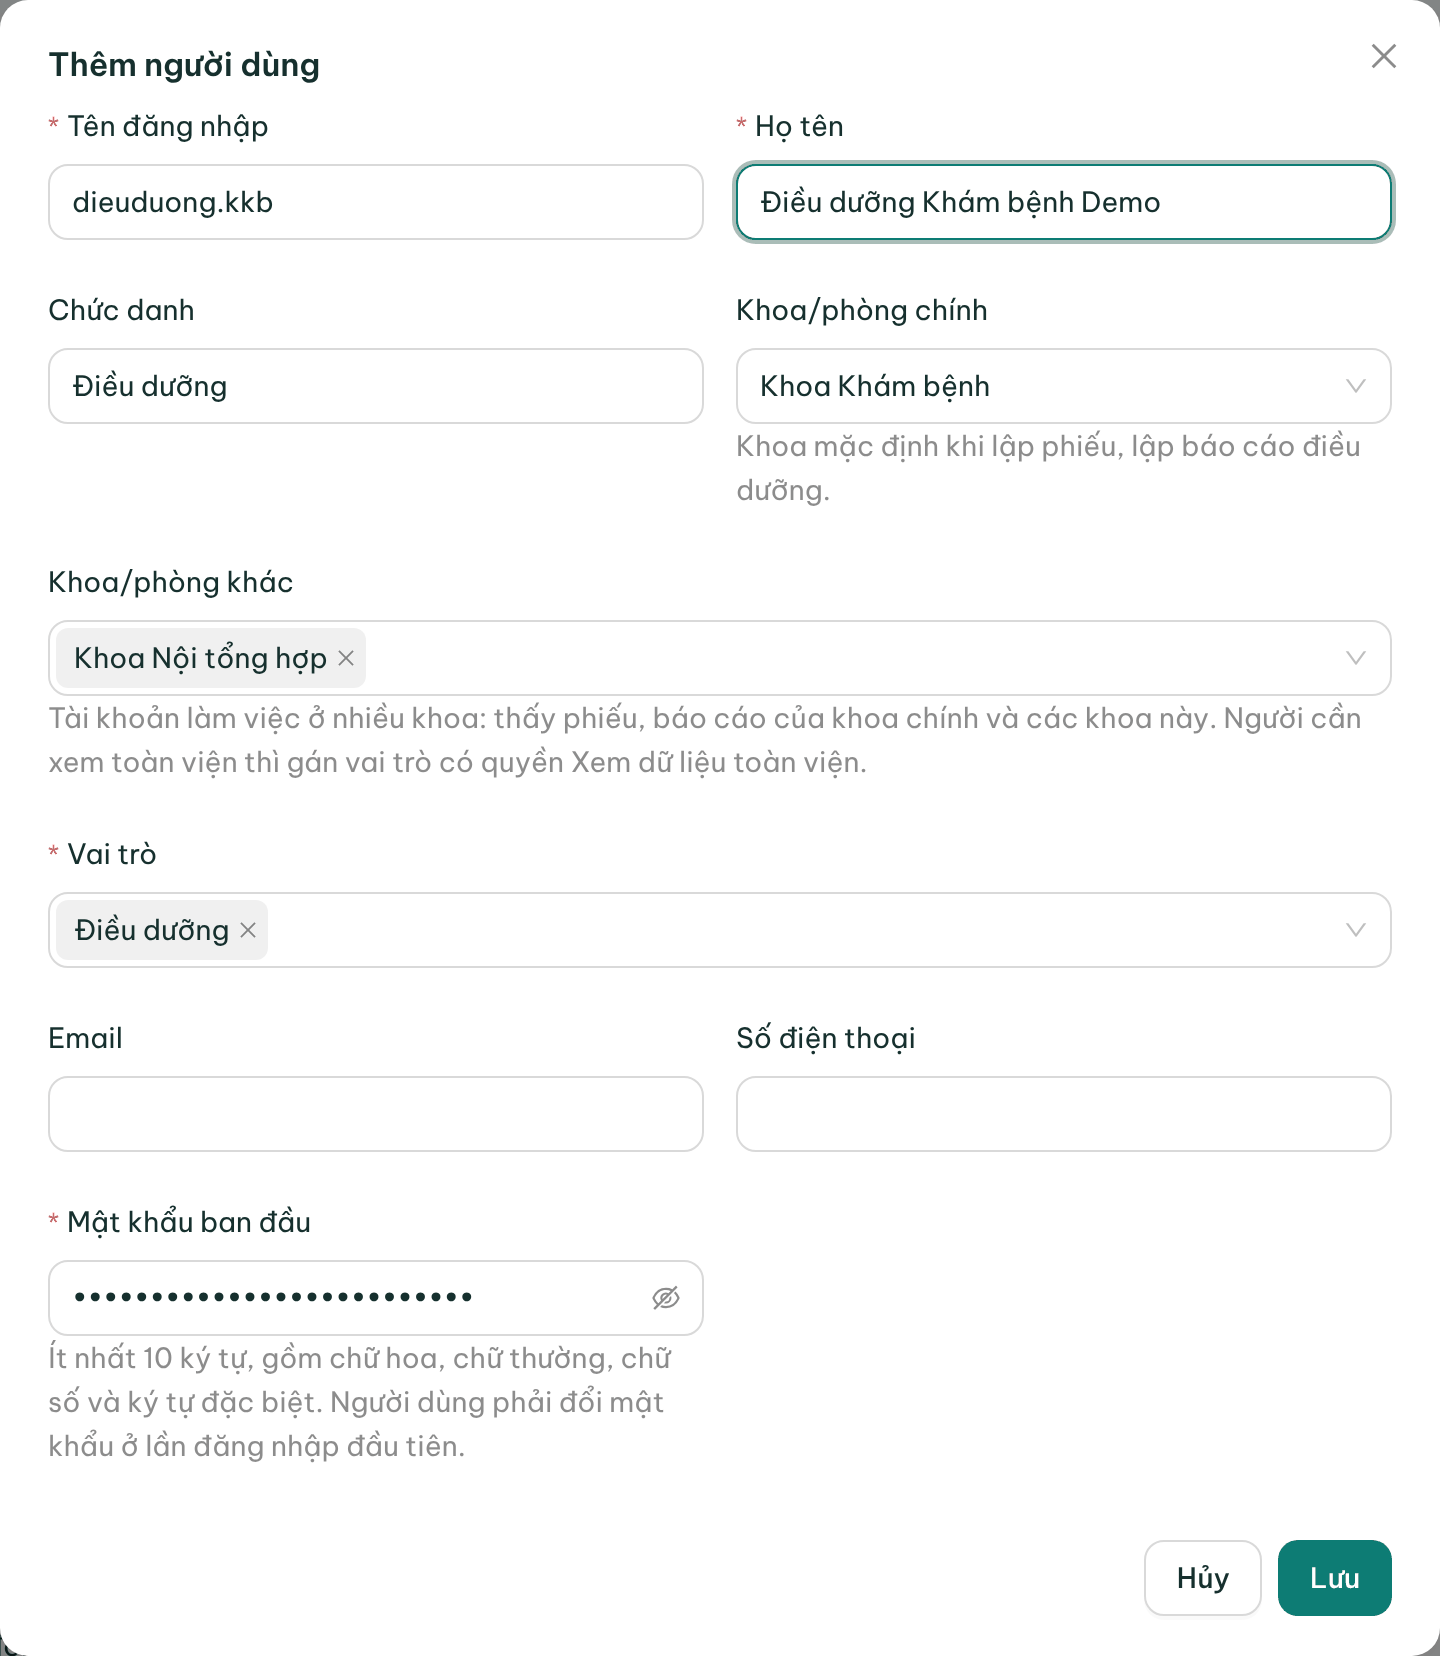 Thêm người dùng
* Tên đăng nhập
* Họ tên
dieuduong.kkb
Điều dưỡng Khám bệnh Demo
Chức danh
Khoa/phòng chính
Điều dưỡng
Khoa Khám bệnh
Khoa mặc định khi lập phiếu, lập báo cáo điều
dưỡng.
Khoa/phòng khác
Khoa Nội tổng hợp
Tài khoản làm việc ở nhiều khoa: thấy phiếu, báo cáo của khoa chính và các khoa này. Người cần
xem toàn viện thì gán vai trò có quyền Xem dữ liệu toàn viện.
* Vai trò
Điều dưỡng
Email
Số điện thoại
* Mật khẩu ban đầu
••••••••••••••••••••••••••
Ít nhất 10 ký tự, gồm chữ hoa, chữ thường, chữ
số và ký tự đặc biệt. Người dùng phải đổi mật
khẩu ở lần đăng nhập đầu tiên.
Hủy
Lưu